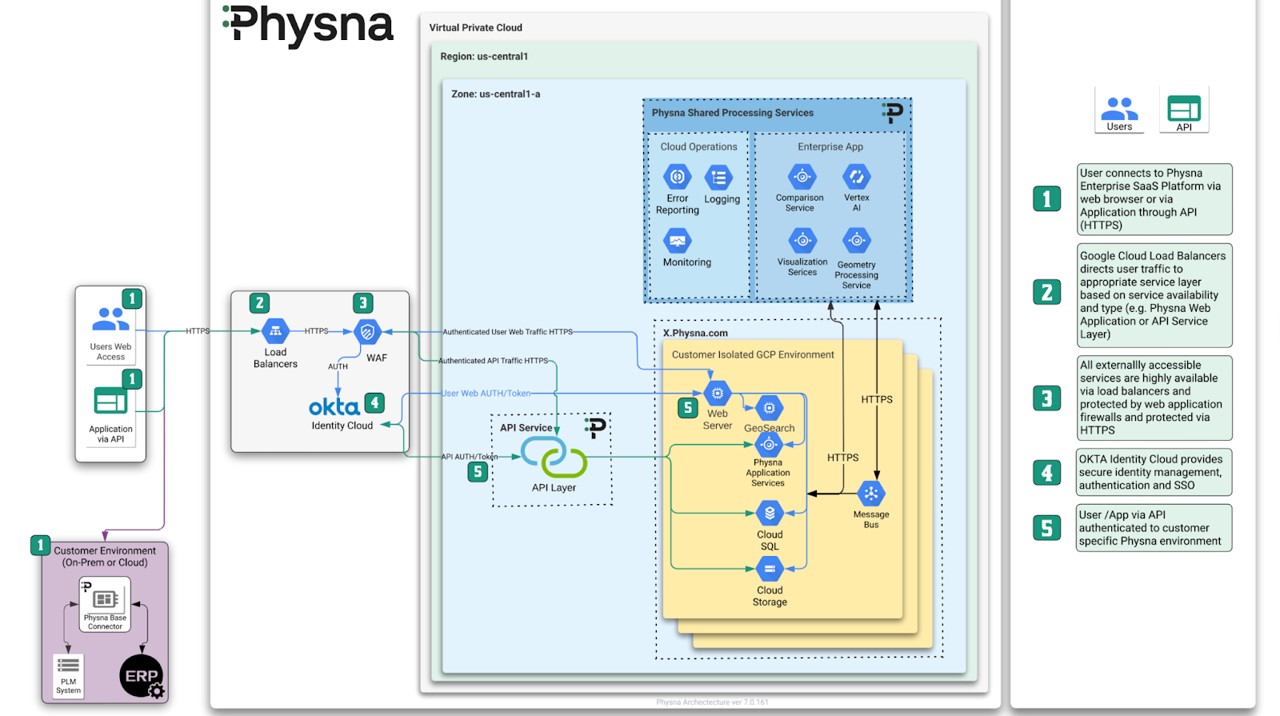 Physna
Virtual Private Cloud
Region: us-central1
Zone: us-central1-a
Physna Shared Processing Services
Cloud Operations
Error
Reporting
Logging
Monitoring
Enterprise App
Comparison
Service
Vertex
AI
Visualization
Serices
Geometry
Processing
Service
1
Users Web
Access
1
Application
via API
HTTPS
2
Load
Balancers
HTTPS
3
WAF
AUTH
okta
4
Identity Cloud
Authenticated User Web Traffic HTTPS
Authenticated API Traffic HTTPS
User Web AUTH/Token
API AUTH/Token
5
API Service
API Layer
X.Physna.com
Customer Isolated GCP Environment
5
Web
Server
GeoSearch
Physna
Application
Services
Cloud
SQL
Cloud
Storage
HTTPS
HTTPS
Message
Bus
1
Customer Environment
(On-Prem or Cloud)
Physna Base
Connector
PLM
System
ERP
Physna Archectecture ver 7.0.161
Users
API
1
User connects to Physna
Enterprise SaaS Platform via
web browser or via
Application through API
(HTTPS)
2
Google Cloud Load Balancers
directs user traffic to
appropriate service layer
based on service availability
and type (e.g. Physna Web
Application or API Service
Layer)
3
All externallly accessible
services are highly available
via load balancers and
protected by web application
firewalls and protected via
HTTPS
4
OKTA Identity Cloud provides
secure identity management,
authentication and SSO
5
User /App via API
authenticated to customer
specific Physna environment